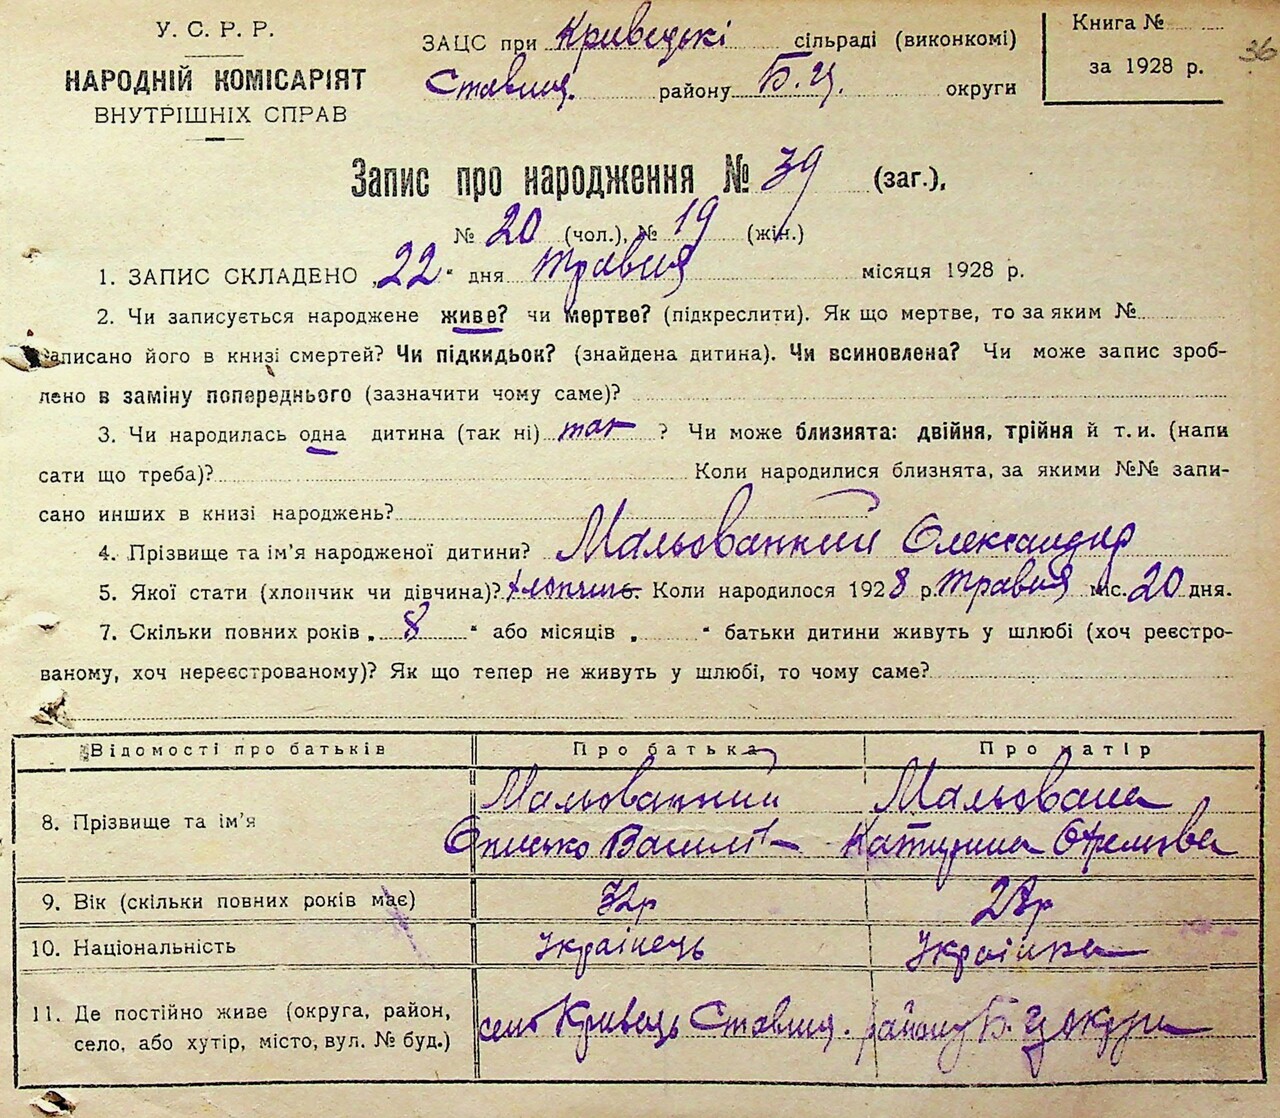 У. С. Р. Р.
НАРОДНІЙ КОМІСАРІЯТ
ВНУТРІШНІХ СПРАВ
ЗАЦС при Кривецькі сільраді (виконкомі)
Ставищ. району Б.Ц. округи
Книга №
за 1928 р.
36
Запис про народження № 39 (заг.),
№ 20 (чол.), № 19 (жін.)
1. ЗАПИС СКЛАДЕНО „22" дня травня місяця 1928 р.
2. Чи записується народжене живе? чи мертве? (підкреслити). Як що мертве, то за яким №
записано його в книзі смертей? Чи підкидьок? (знайдена дитина). Чи всиновлена? Чи може запис зроб-
лено в заміну попереднього (зазначити чому саме)?
3. Чи народилась одна дитина (так ні) так ? Чи може близнята: двійня, трійня й т. и. (напи
сати що треба)? Коли народилися близнята, за якими №№ запи-
сано инших в книзі народжень?
4. Прізвище та ім'я народженої дитини? Мальованний Олександр
5. Якої стати (хлопчик чи дівчина)? хлопчик. Коли народилося 1928 р. травня міс. 20 дня.
7. Скільки повних років „8" або місяців „ " батьки дитини живуть у шлюбі (хоч реєстро-
ваному, хоч нереєстрованому)? Як що тепер не живуть у шлюбі, то чому саме?
Відомості про батьків Про батька Про матір
8. Прізвище та ім'я Мальованний Мальована
Онисько Васил. Катерина
9. Вік (скільки повних років має) 32р 28р
10. Національність Українець Українка
11. Де постійно живе (округа, район,
село, або хутір, місто, вул. № буд.) село Кривець Ставищ. району Б. Ц округи